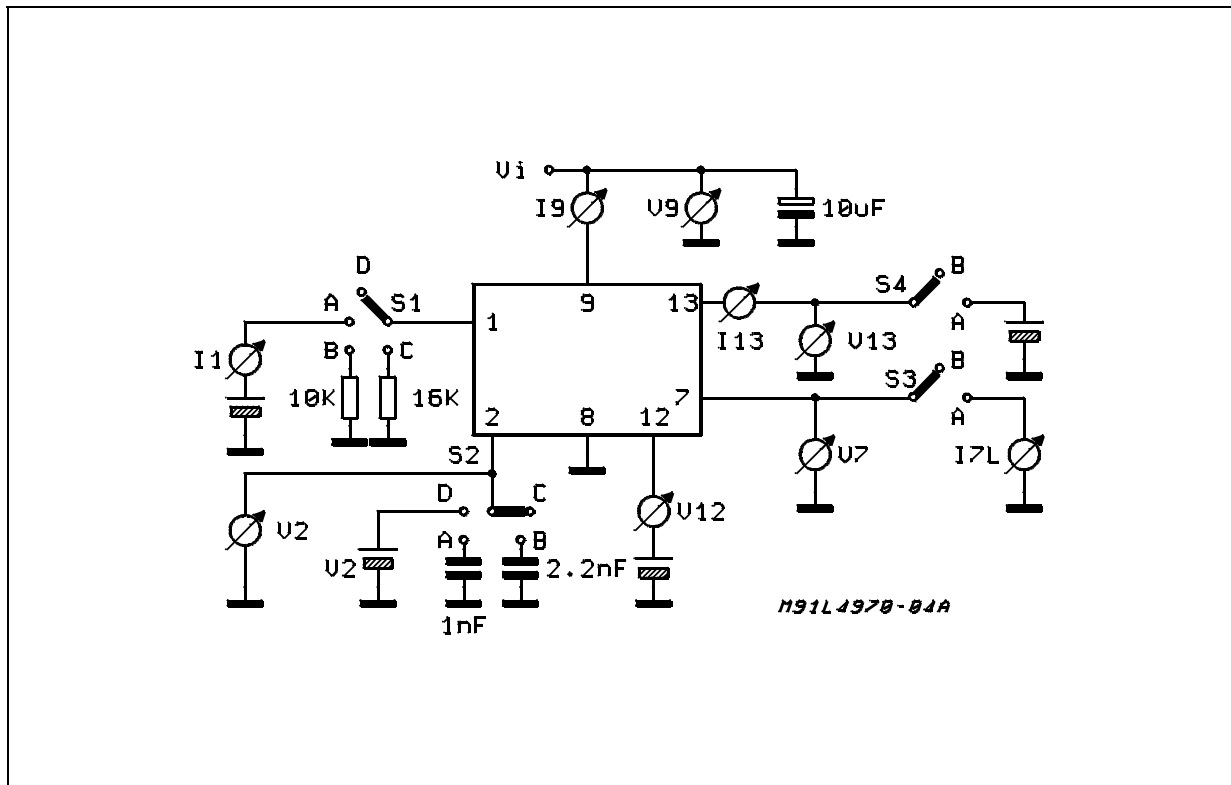 Vi
I9
V9
10uF
D
A
S1
B
C
I1
10K
16K
1
9
13
7
2
8
12
I13
V13
S4
B
A
S3
B
A
V7
I7L
S2
V2
D
C
A
B
V2
1nF
2.2nF
V12
M91L4970-04A